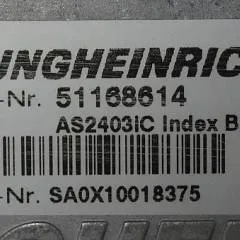 UNGHEINRIC
-Nr. 51168614
AS2403iC Index B
-Nr. SA0X10018375